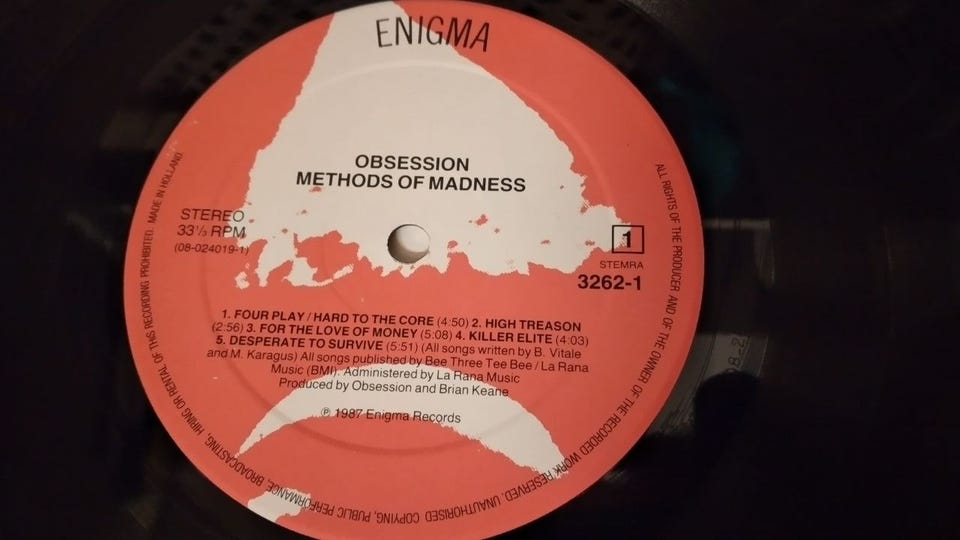 ENIGMA
OBSESSION
METHODS OF MADNESS
STEREO
33⅓ RPM
(08-024019-1)
1
STEMRA
3262-1
1. FOUR PLAY / HARD TO THE CORE (4:50) 2. HIGH TREASON
(2:56) 3. FOR THE LOVE OF MONEY (5:08) 4. KILLER ELITE (4:03)
5. DESPERATE TO SURVIVE (5:51) (All songs written by B. Vitale
and M. Karagus) All songs published by Bee Three Tee Bee / La Rana
Music (BMI). Administered by La Rana Music
Produced by Obsession and Brian Keane
℗ 1987 Enigma Records
ALL RIGHTS OF THE PRODUCER AND OF THE OWNER OF THE RECORDED WORK RESERVED. UNAUTHORISED COPYING, PUBLIC PERFORMANCE, BROADCASTING, HIRING OR RENTAL OF THIS RECORDING PROHIBITED. MADE IN HOLLAND